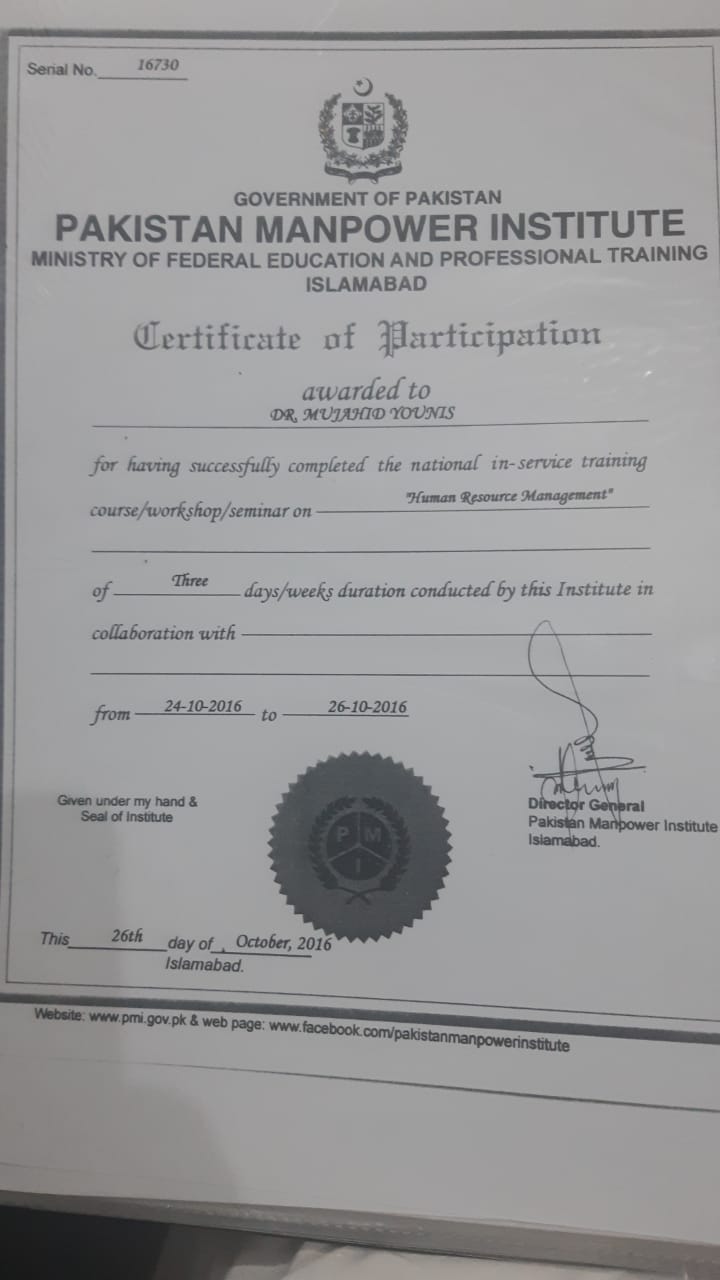 Serial No. 16730
GOVERNMENT OF PAKISTAN
PAKISTAN MANPOWER INSTITUTE
MINISTRY OF FEDERAL EDUCATION AND PROFESSIONAL TRAINING
ISLAMABAD
Certificate of Participation
awarded to
DR. MUJAHID YOUNIS
for having successfully completed the national in-service training
course/workshop/seminar on "Human Resource Management"
of Three days/weeks duration conducted by this Institute in
collaboration with
from 24-10-2016 to 26-10-2016
Given under my hand &
Seal of Institute
P M
I
Director General
Pakistan Manpower Institute
Islamabad.
This 26th day of October, 2016
Islamabad.
Website: www.pmi.gov.pk & web page: www.facebook.com/pakistanmanpowerinstitute